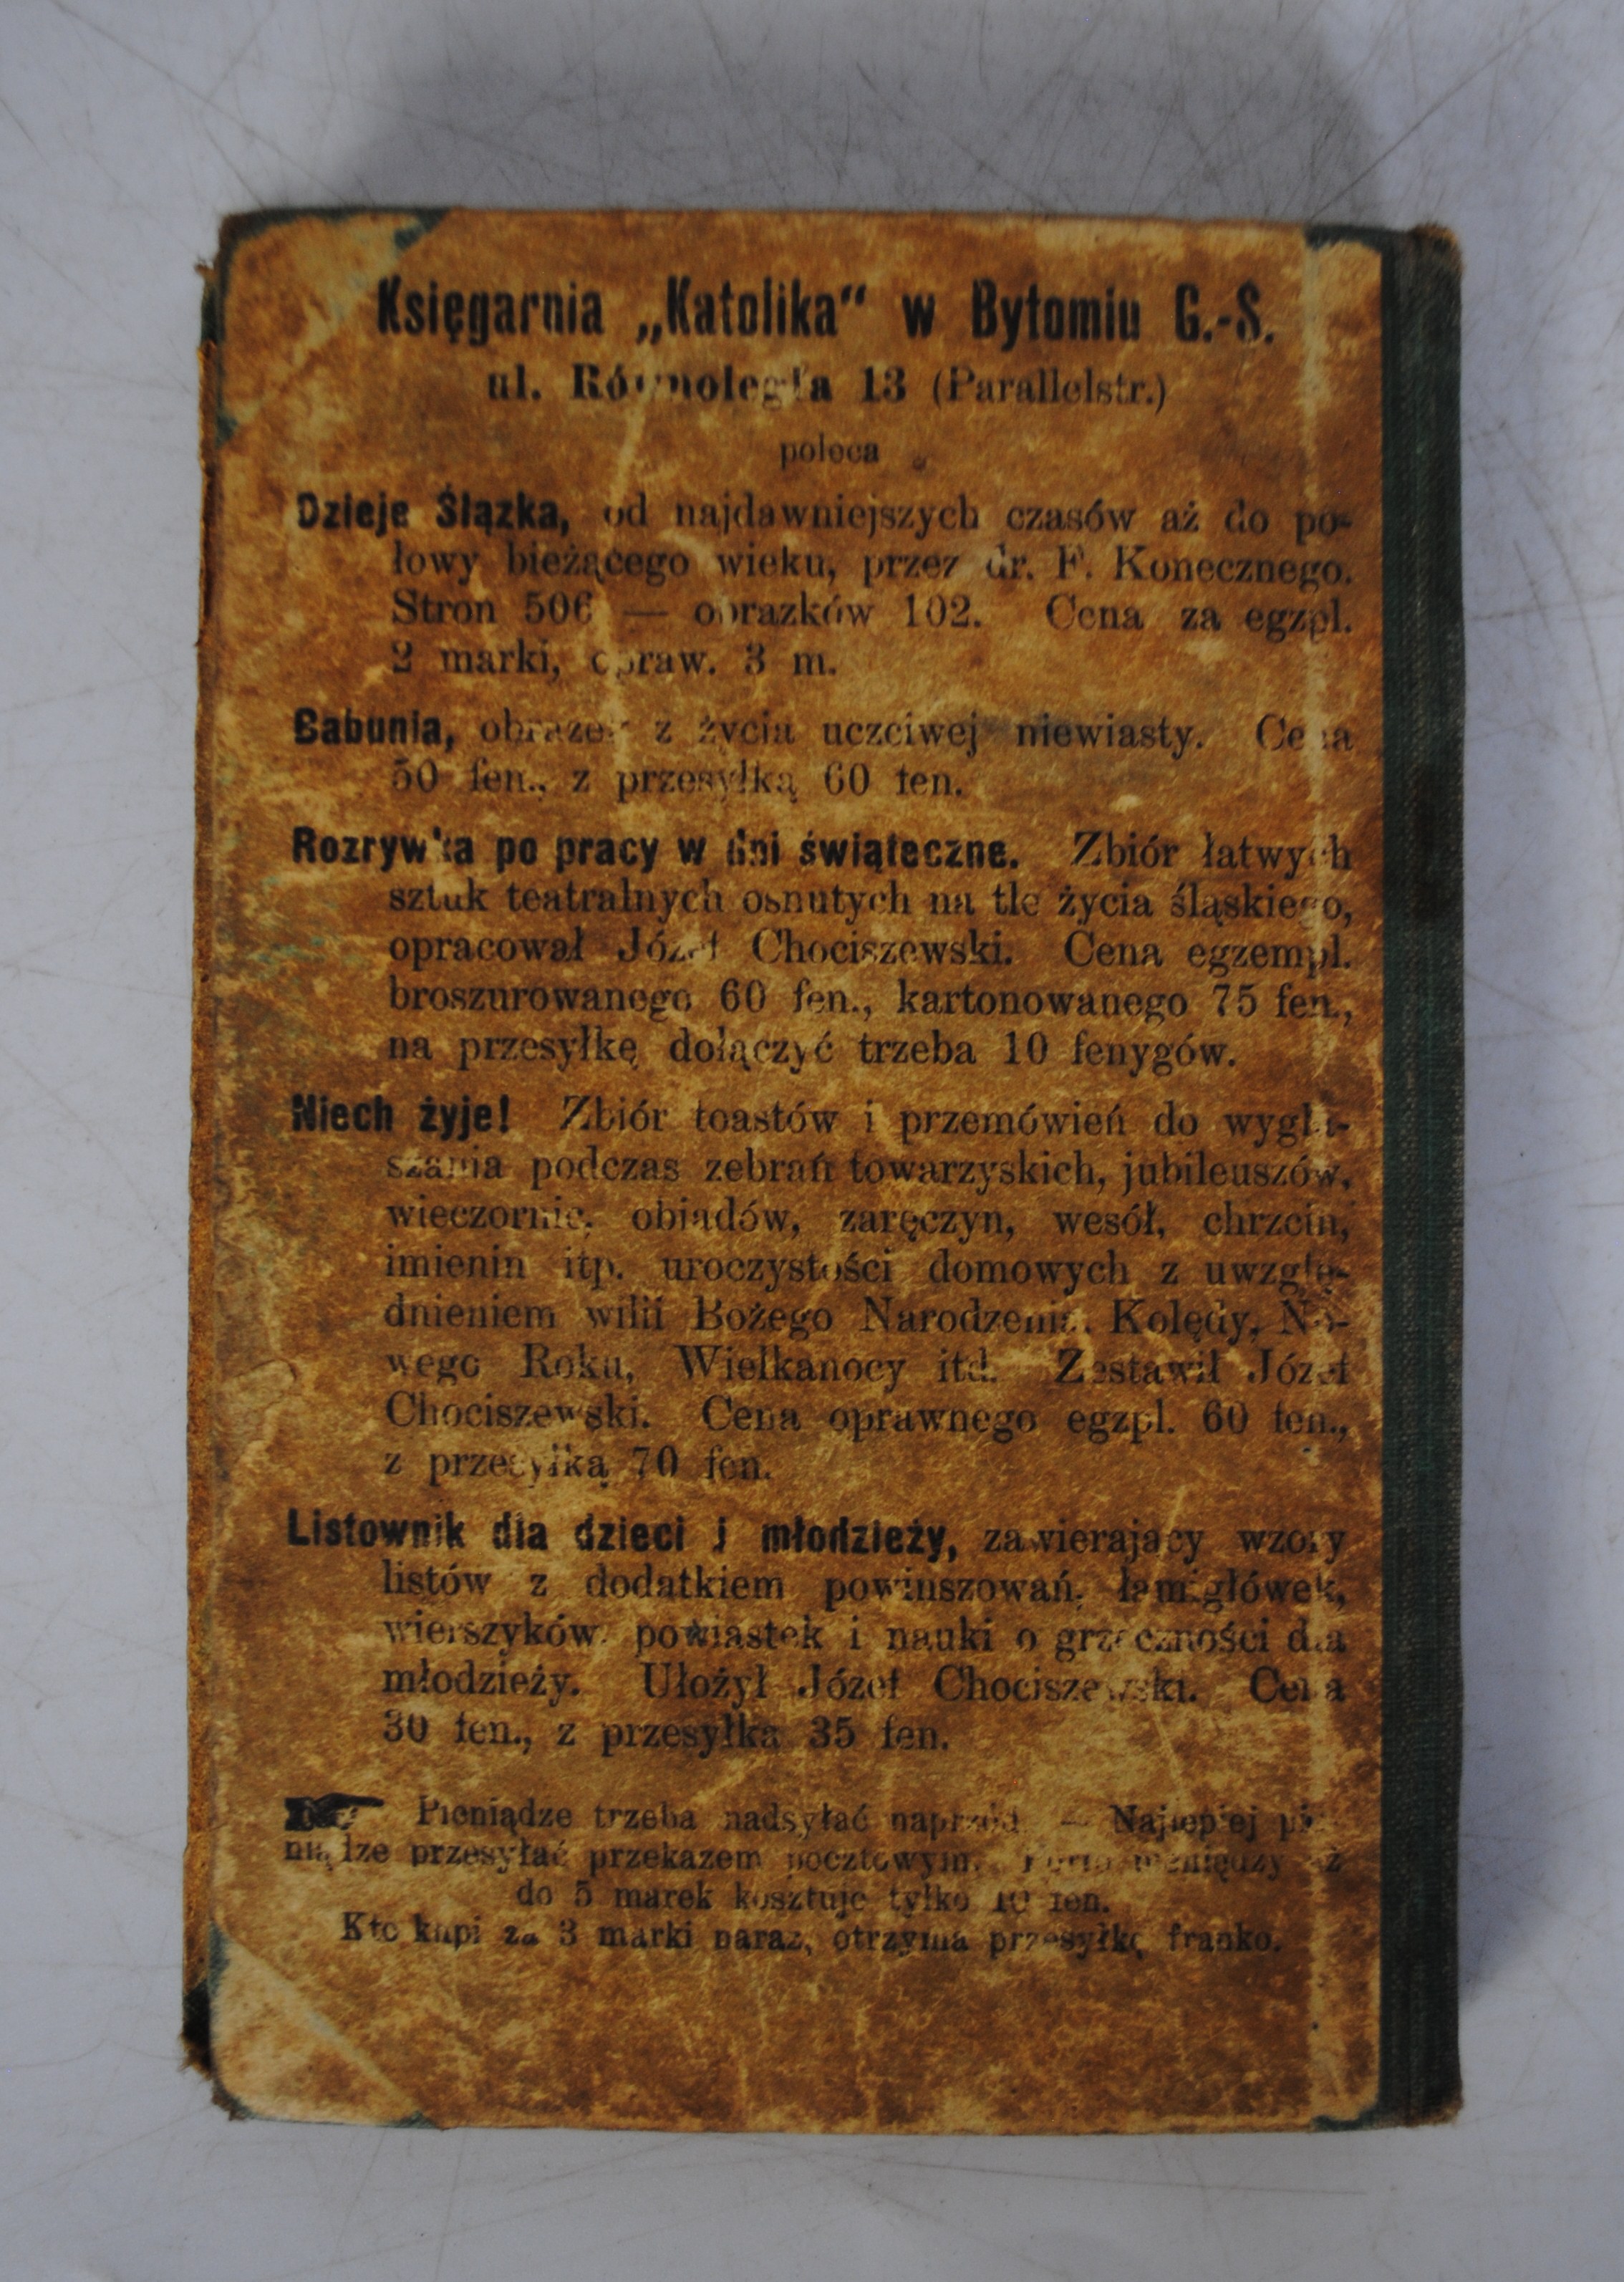 Księgarnia „Katolika“ w Bytomiu G.-S.
ul. Równoległa 13 (Parallelstr.)
poleca
Dzieje Ślązka, od najdawniejszych czasów aż do po-
łowy bieżącego wieku, przez dr. F. Konecznego.
Stron 506 — obrazków 102. Cena za egzpl.
2 marki, opraw. 3 m.
Babunia, obrazek z życia uczciwej niewiasty. Cena
50 fen., z przesyłką 60 fen.
Rozrywka po pracy w dni świąteczne. Zbiór łatwych
sztuk teatralnych osnutych na tle życia śląskiego,
opracował Józef Chociszewski. Cena egzempl.
broszurowanego 60 fen., kartonowanego 75 fen.,
na przesyłkę dołączyć trzeba 10 fenygów.
Niech żyje! Zbiór toastów i przemówień do wygła-
szania podczas zebrań towarzyskich, jubileuszów,
wieczornic, obiadów, zaręczyn, wesół, chrzcin,
imienin itp. uroczystości domowych z uwzglę-
dnieniem wilii Bożego Narodzenia, Kolędy, No-
wego Roku, Wielkanocy itd. Zestawił Józef
Chociszewski. Cena oprawnego egzpl. 60 fen.,
z przesyłką 70 fen.
Listownik dla dzieci i młodzieży, zawierający wzory
listów z dodatkiem powinszowań, łamigłówek,
wierszyków, powiastek i nauki o grzeczności dla
młodzieży. Ułożył Józef Chociszewski. Cena
30 fen., z przesyłka 35 fen.
Pieniądze trzeba nadsyłać naprzód. — Najlepiej pie-
niądze przesyłać przekazem pocztowym. Porto pieniędzy aż
do 5 marek kosztuje tylko 10 fen.
Kto kupi za 3 marki naraz, otrzyma przesyłkę franko.